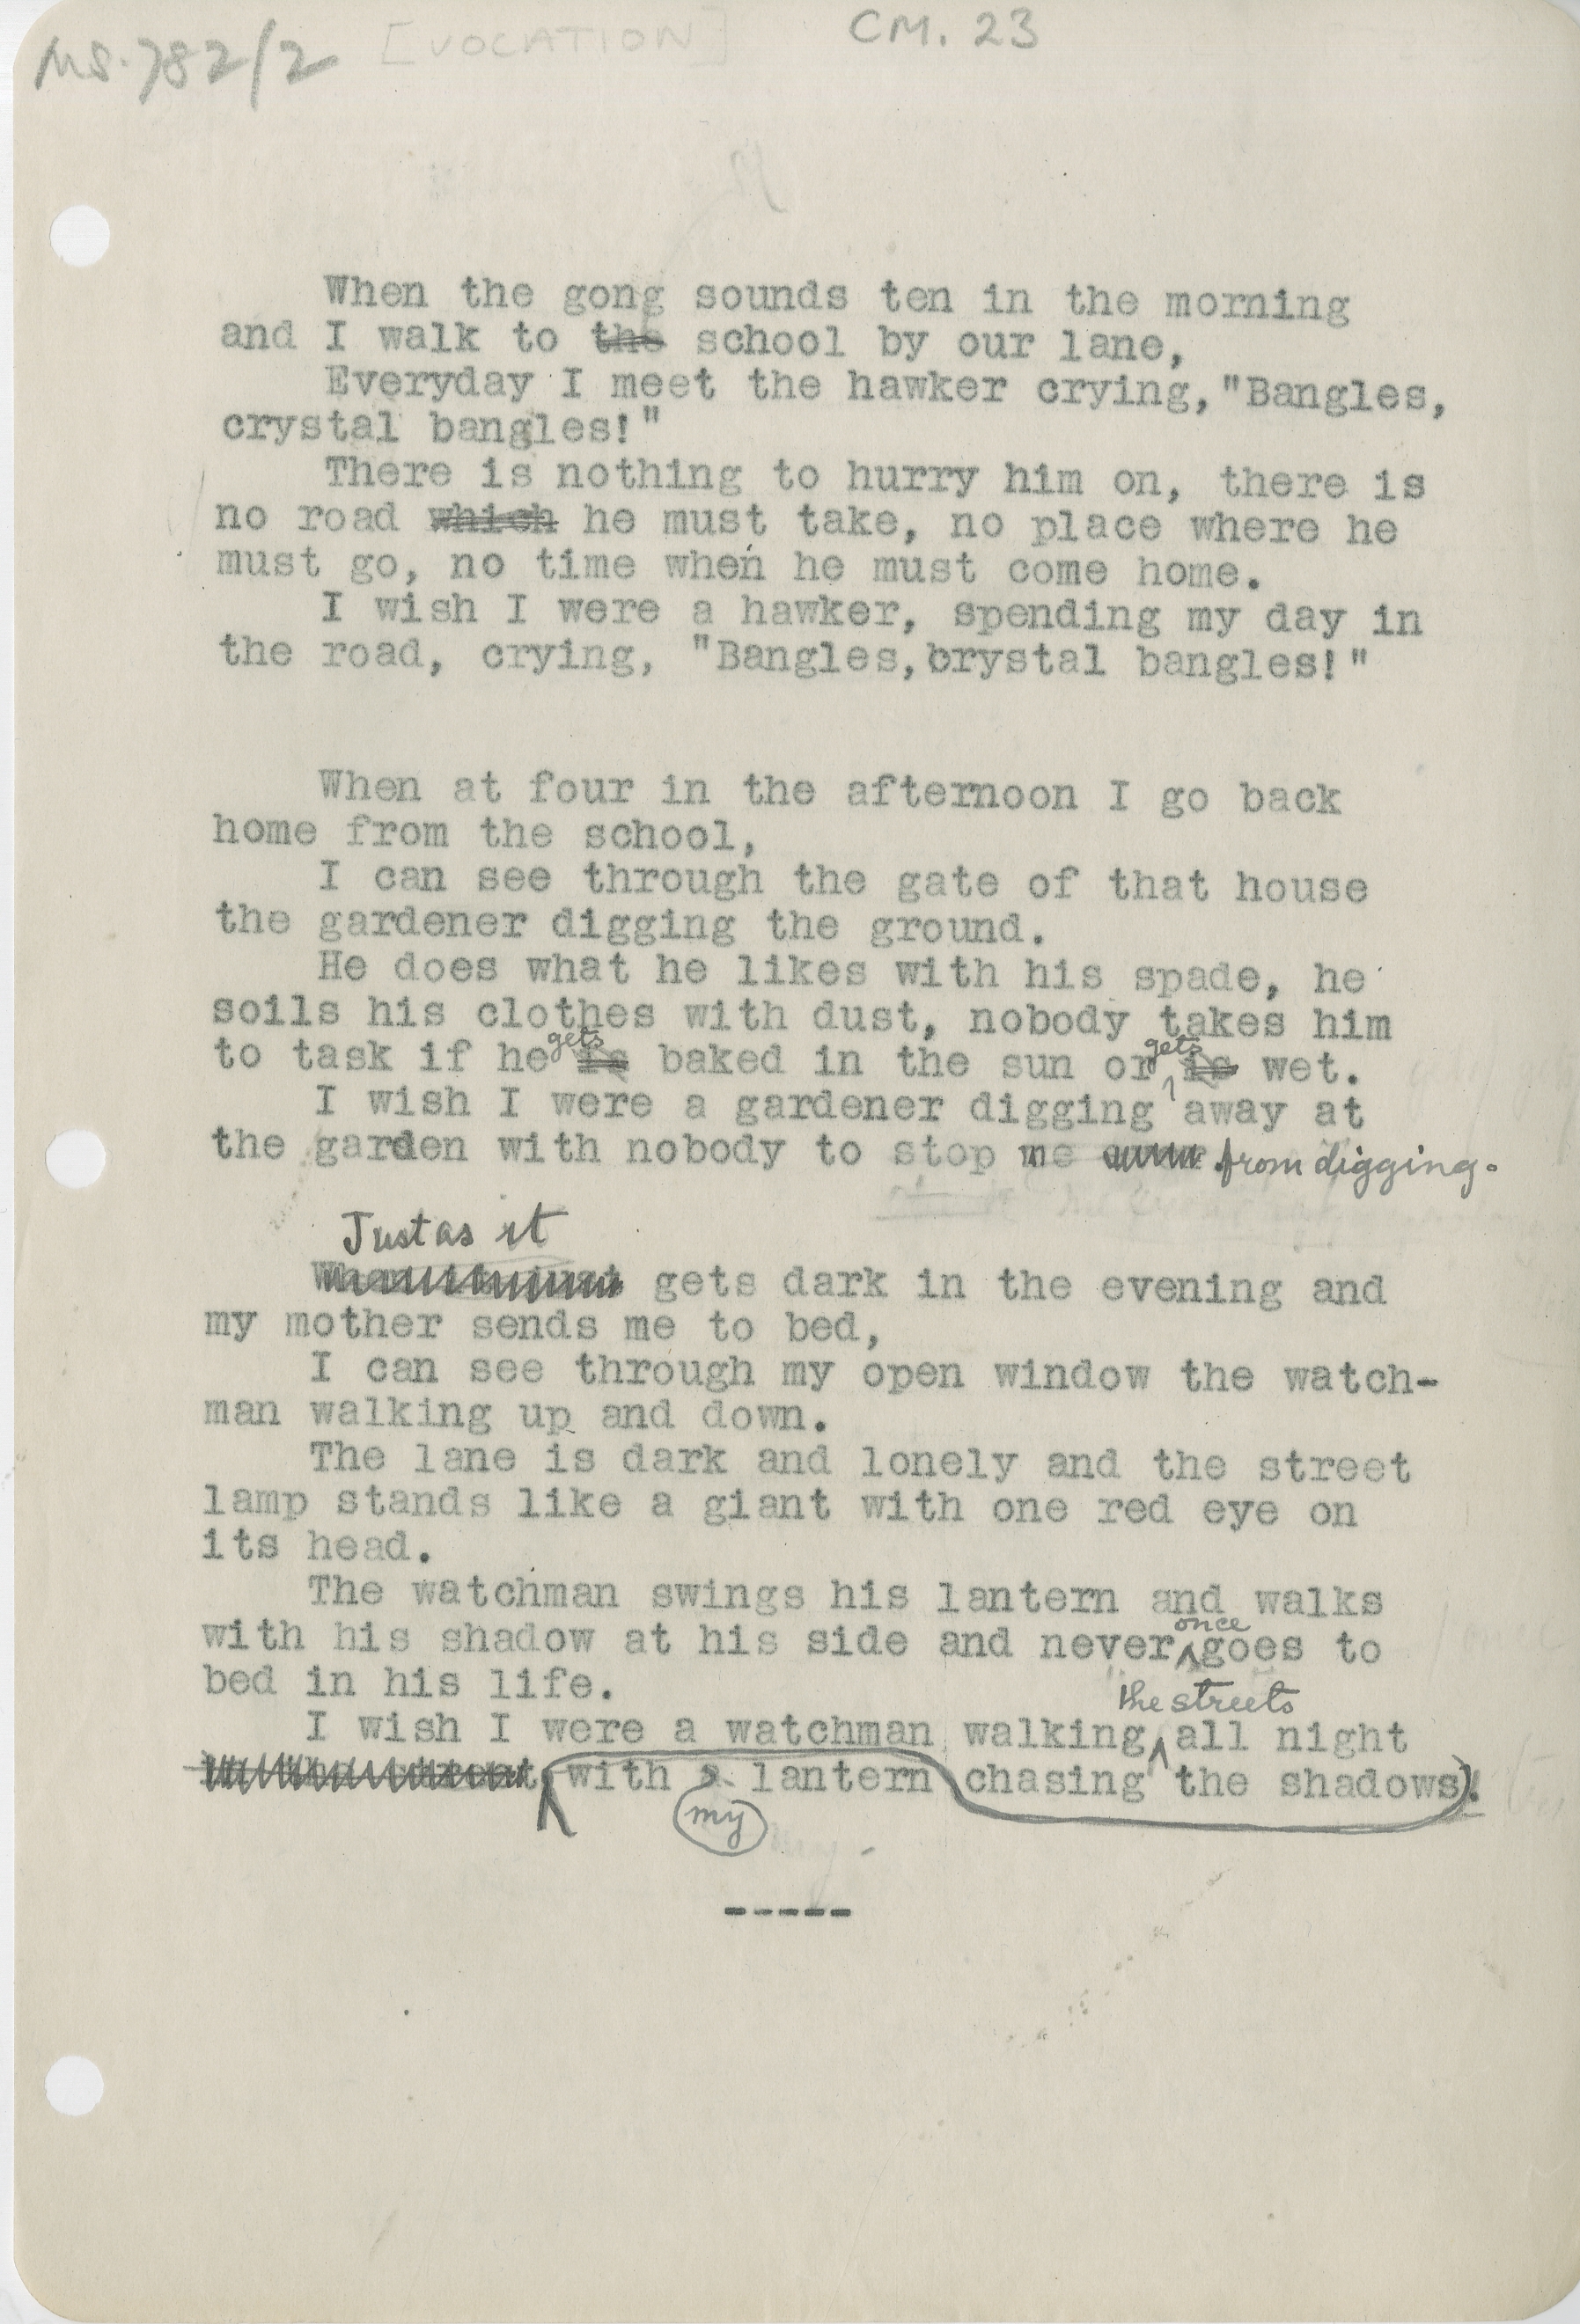 MS. 782/2 [VOCATION] CM. 23
When the gong sounds ten in the morning
and I walk to the school by our lane,
Everyday I meet the hawker crying,"Bangles,
crystal bangles!"
There is nothing to hurry him on, there is
no road which he must take, no place where he
must go, no time when he must come home.
I wish I were a hawker, spending my day in
the road, crying, "Bangles,crystal bangles!"
When at four in the afternoon I go back
home from the school,
I can see through the gate of that house
the gardener digging the ground.
He does what he likes with his spade, he
soils his clothes with dust, nobody takes him
gets gets
to task if he is baked in the sun or is wet.
I wish I were a gardener digging away at
the garden with nobody to stop me from digging.
Just as it
gets dark in the evening and
my mother sends me to bed,
I can see through my open window the watch-
man walking up and down.
The lane is dark and lonely and the street
lamp stands like a giant with one red eye on
its head.
The watchman swings his lantern and walks
once
with his shadow at his side and never goes to
bed in his life.
the streets
I wish I were a watchman walking all night
with a lantern chasing the shadows!
my
-----